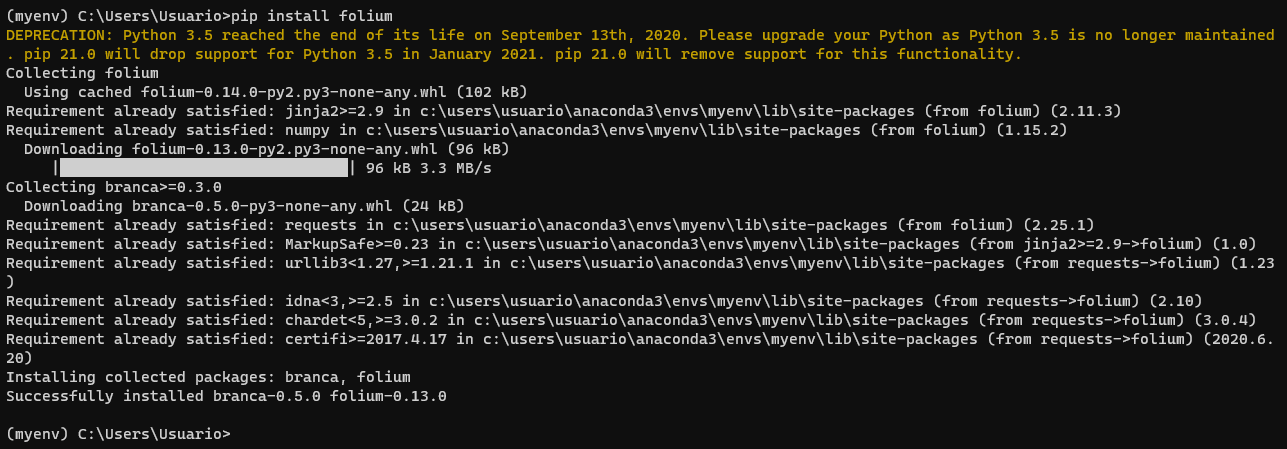 (myenv) C:\Users\Usuario>pip install folium
DEPRECATION: Python 3.5 reached the end of its life on September 13th, 2020. Please upgrade your Python as Python 3.5 is no longer maintained
. pip 21.0 will drop support for Python 3.5 in January 2021. pip 21.0 will remove support for this functionality.
Collecting folium
  Using cached folium-0.14.0-py2.py3-none-any.whl (102 kB)
Requirement already satisfied: jinja2>=2.9 in c:\users\usuario\anaconda3\envs\myenv\lib\site-packages (from folium) (2.11.3)
Requirement already satisfied: numpy in c:\users\usuario\anaconda3\envs\myenv\lib\site-packages (from folium) (1.15.2)
  Downloading folium-0.13.0-py2.py3-none-any.whl (96 kB)
     |████████████████████████████████| 96 kB 3.3 MB/s
Collecting branca>=0.3.0
  Downloading branca-0.5.0-py3-none-any.whl (24 kB)
Requirement already satisfied: requests in c:\users\usuario\anaconda3\envs\myenv\lib\site-packages (from folium) (2.25.1)
Requirement already satisfied: MarkupSafe>=0.23 in c:\users\usuario\anaconda3\envs\myenv\lib\site-packages (from jinja2>=2.9->folium) (1.0)
Requirement already satisfied: urllib3<1.27,>=1.21.1 in c:\users\usuario\anaconda3\envs\myenv\lib\site-packages (from requests->folium) (1.23
)
Requirement already satisfied: idna<3,>=2.5 in c:\users\usuario\anaconda3\envs\myenv\lib\site-packages (from requests->folium) (2.10)
Requirement already satisfied: chardet<5,>=3.0.2 in c:\users\usuario\anaconda3\envs\myenv\lib\site-packages (from requests->folium) (3.0.4)
Requirement already satisfied: certifi>=2017.4.17 in c:\users\usuario\anaconda3\envs\myenv\lib\site-packages (from requests->folium) (2020.6.
20)
Installing collected packages: branca, folium
Successfully installed branca-0.5.0 folium-0.13.0
(myenv) C:\Users\Usuario>